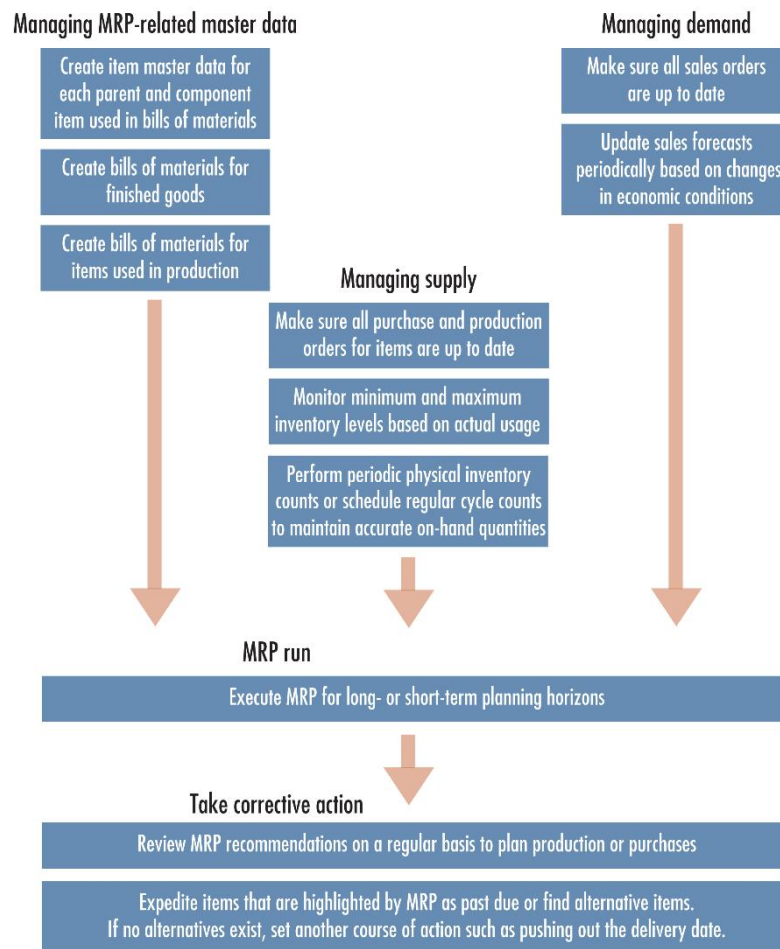 Managing MRP-related master data
Create item master data for
each parent and component
item used in bills of materials
Create bills of materials for
finished goods
Create bills of materials for
items used in production
Managing supply
Make sure all purchase and production
orders for items are up to date
Monitor minimum and maximum
inventory levels based on actual usage
Perform periodic physical inventory
counts or schedule regular cycle counts
to maintain accurate on-hand quantities
Managing demand
Make sure all sales orders
are up to date
Update sales forecasts
periodically based on changes
in economic conditions
MRP run
Execute MRP for long- or short-term planning horizons
Take corrective action
Review MRP recommendations on a regular basis to plan production or purchases
Expedite items that are highlighted by MRP as past due or find alternative items.
If no alternatives exist, set another course of action such as pushing out the delivery date.